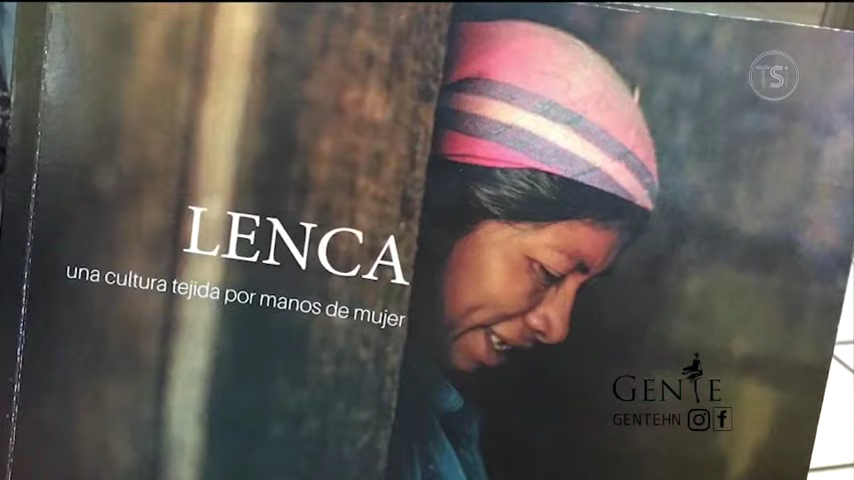 TSi
LENCA
una cultura tejida por manos de mujer
GENTE
GENTEHN